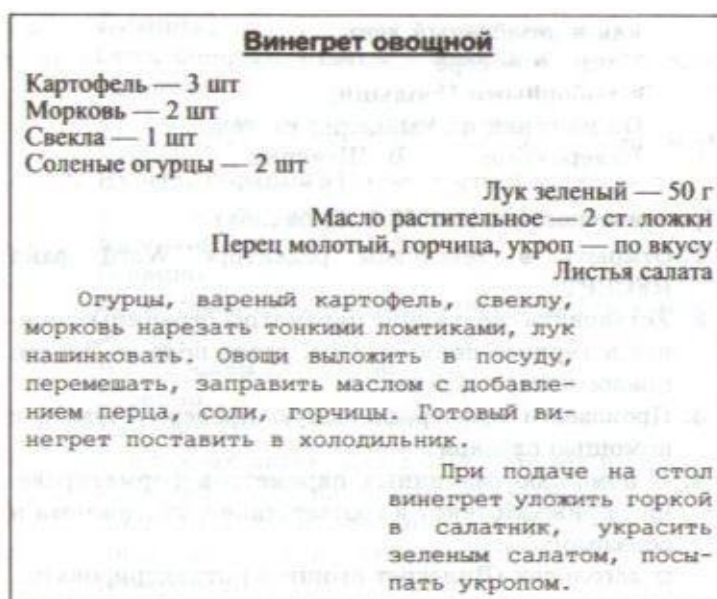 Винегрет овощной
Картофель — 3 шт
Морковь — 2 шт
Свекла — 1 шт
Соленые огурцы — 2 шт
Лук зеленый — 50 г
Масло растительное — 2 ст. ложки
Перец молотый, горчица, укроп — по вкусу
Листья салата
Огурцы, вареный картофель, свеклу,
морковь нарезать тонкими ломтиками, лук
нашинковать. Овощи выложить в посуду,
перемешать, заправить маслом с добавле-
нием перца, соли, горчицы. Готовый ви-
негрет поставить в холодильник.
При подаче на стол
винегрет уложить горкой
в салатник, украсить
зеленым салатом, посы-
пать укропом.